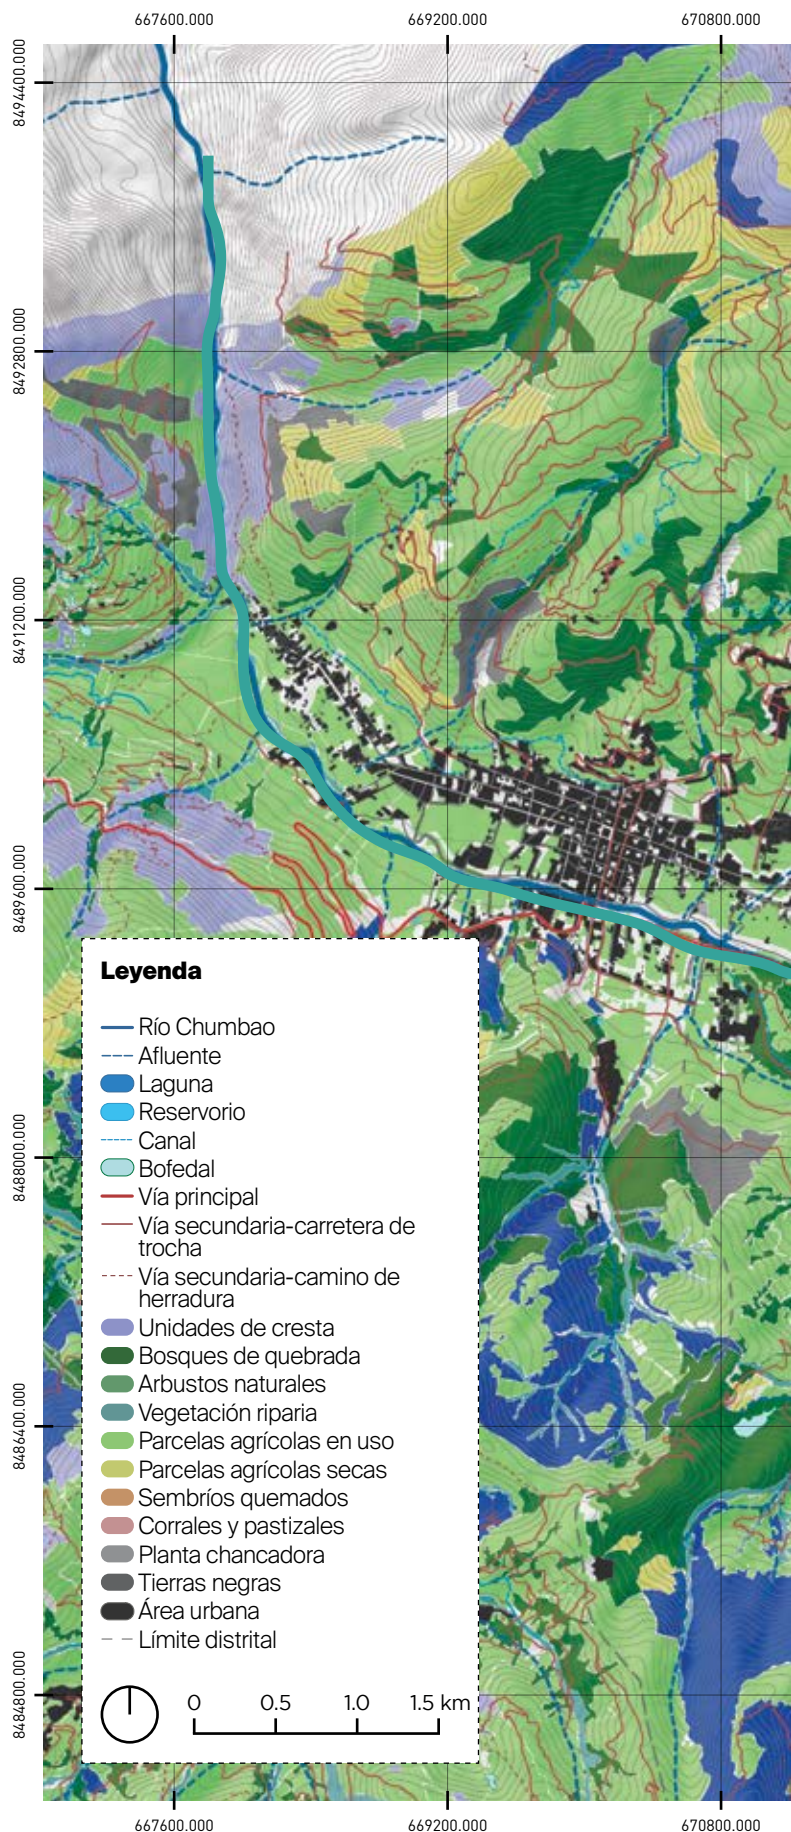 667600.000 669200.000 670800.000
8494400.000
8492800.000
8491200.000
8489600.000
8488000.000
8486400.000
8484800.000
Leyenda
Río Chumbao
Afluente
Laguna
Reservorio
Canal
Bofedal
Vía principal
Vía secundaria-carretera de
trocha
Vía secundaria-camino de
herradura
Unidades de cresta
Bosques de quebrada
Arbustos naturales
Vegetación riparia
Parcelas agrícolas en uso
Parcelas agrícolas secas
Sembríos quemados
Corrales y pastizales
Planta chancadora
Tierras negras
Área urbana
Límite distrital
0 0.5 1.0 1.5 km
667600.000 669200.000 670800.000